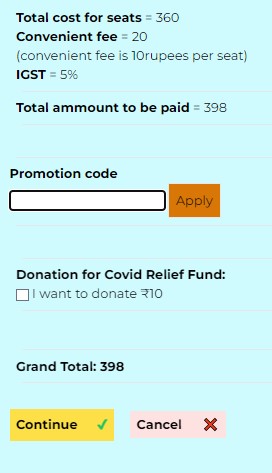 Total cost for seats = 360
Convenient fee = 20
(convenient fee is 10rupees per seat)
IGST = 5%
Total ammount to be paid = 398
Promotion code
Apply
Donation for Covid Relief Fund:
I want to donate ₹10
Grand Total: 398
Continue ✓ Cancel ✗